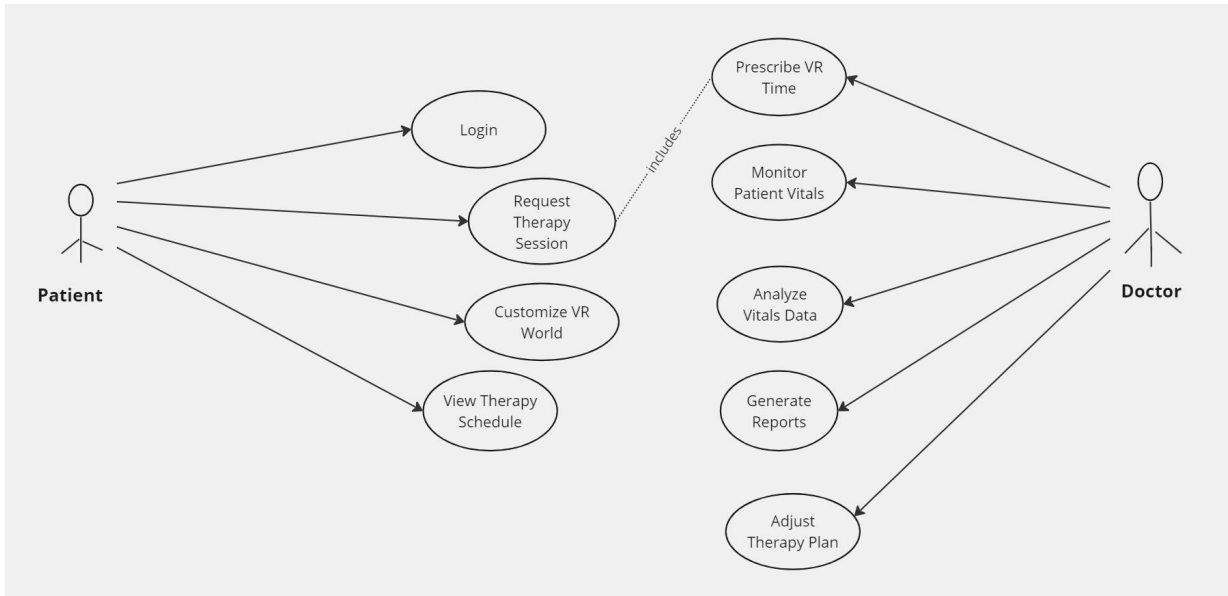 Prescribe VR
Time
Login
includes
Monitor
Patient Vitals
Request
Therapy
Session
Patient
Doctor
Customize VR
World
Analyze
Vitals Data
View Therapy
Schedule
Generate
Reports
Adjust
Therapy Plan